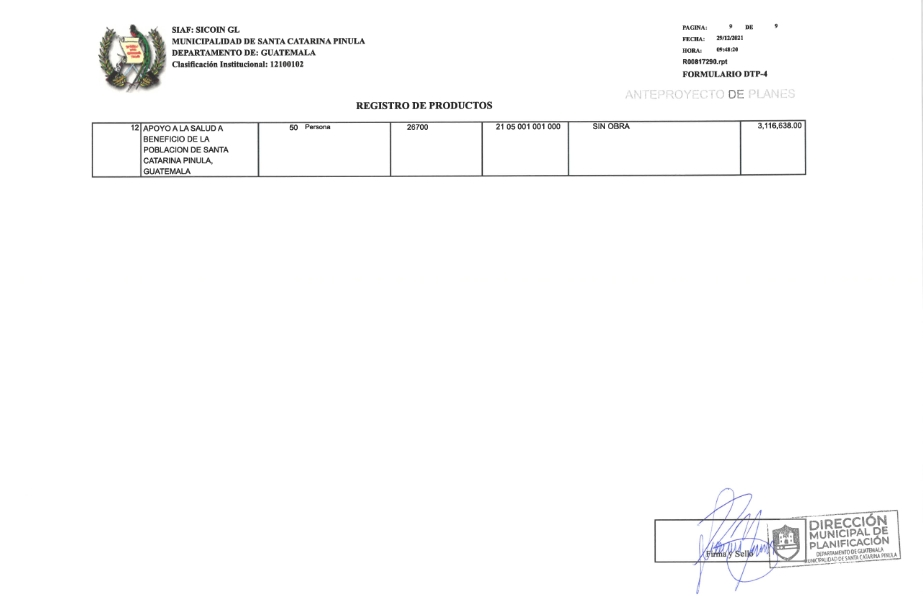 SIAF: SICOIN GL
MUNICIPALIDAD DE SANTA CATARINA PINULA
DEPARTAMENTO DE: GUATEMALA
Clasificación Institucional: 12100102
PAGINA: 9 DE 9
FECHA: 29/12/2021
HORA: 09:48:20
R00817290.rpt
FORMULARIO DTP-4
ANTEPROYECTO DE PLANES
REGISTRO DE PRODUCTOS
12 APOYO A LA SALUD A 50 Persona 26700 21 05 001 001 000 SIN OBRA 3,116,638.00
BENEFICIO DE LA
POBLACION DE SANTA
CATARINA PINULA,
GUATEMALA
Firma y Sello
DIRECCIÓN
MUNICIPAL DE
PLANIFICACIÓN
DEPARTAMENTO DE GUATEMALA
MUNICIPALIDAD DE SANTA CATARINA PINULA